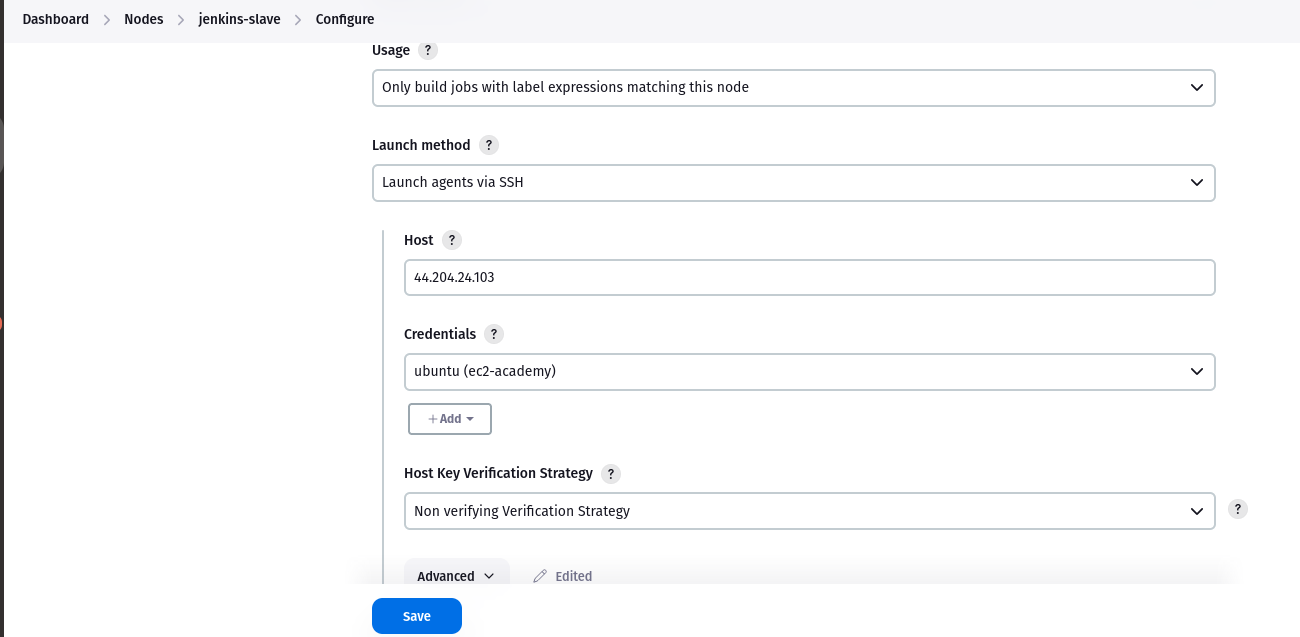 Dashboard > Nodes > jenkins-slave > Configure
Usage ?
Only build jobs with label expressions matching this node
Launch method ?
Launch agents via SSH
Host ?
44.204.24.103
Credentials ?
ubuntu (ec2-academy)
+ Add
Host Key Verification Strategy ?
Non verifying Verification Strategy ?
Advanced Edited
Save